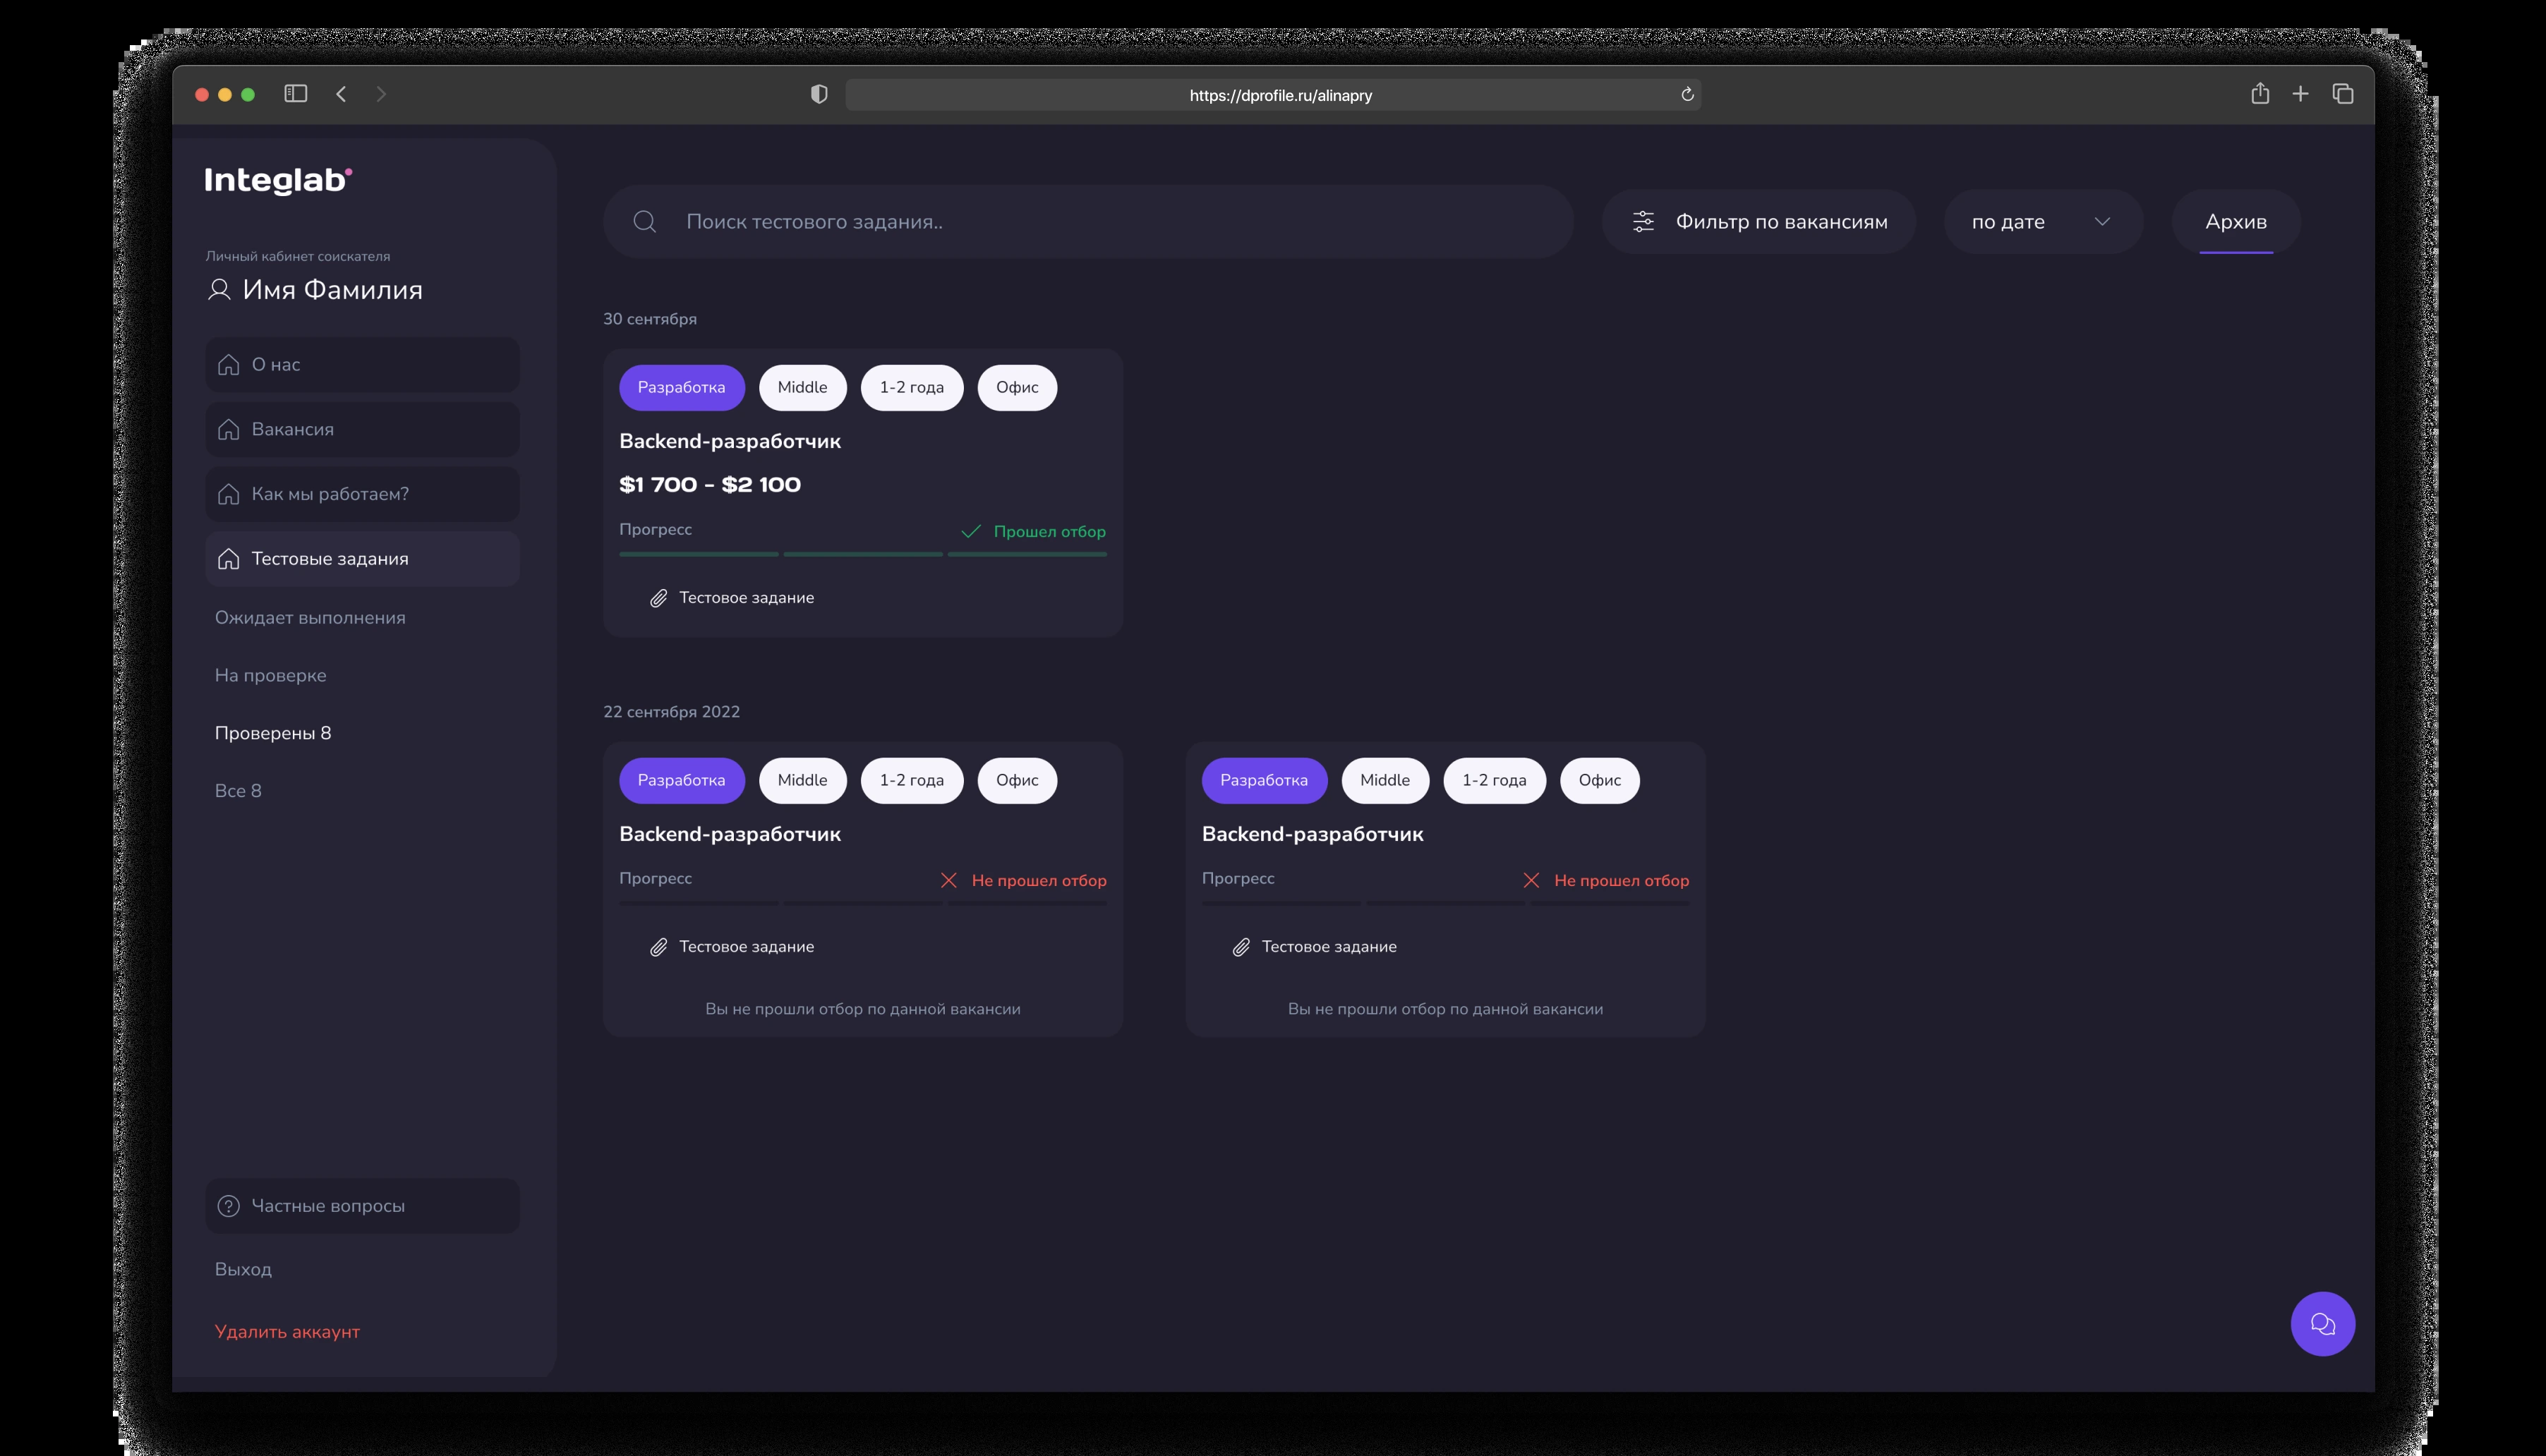 https://dprofile.ru/alinapry
Integlab
Личный кабинет соискателя
Имя Фамилия
О нас
Вакансия
Как мы работаем?
Тестовые задания
Ожидает выполнения
На проверке
Проверены 8
Все 8
Частные вопросы
Выход
Удалить аккаунт
Поиск тестового задания..
Фильтр по вакансиям
по дате
Архив
30 сентября
Разработка Middle 1-2 года Офис
Backend-разработчик
$1 700 - $2 100
Прогресс Прошел отбор
Тестовое задание
22 сентября 2022
Разработка Middle 1-2 года Офис
Backend-разработчик
Прогресс Не прошел отбор
Тестовое задание
Вы не прошли отбор по данной вакансии
Разработка Middle 1-2 года Офис
Backend-разработчик
Прогресс Не прошел отбор
Тестовое задание
Вы не прошли отбор по данной вакансии